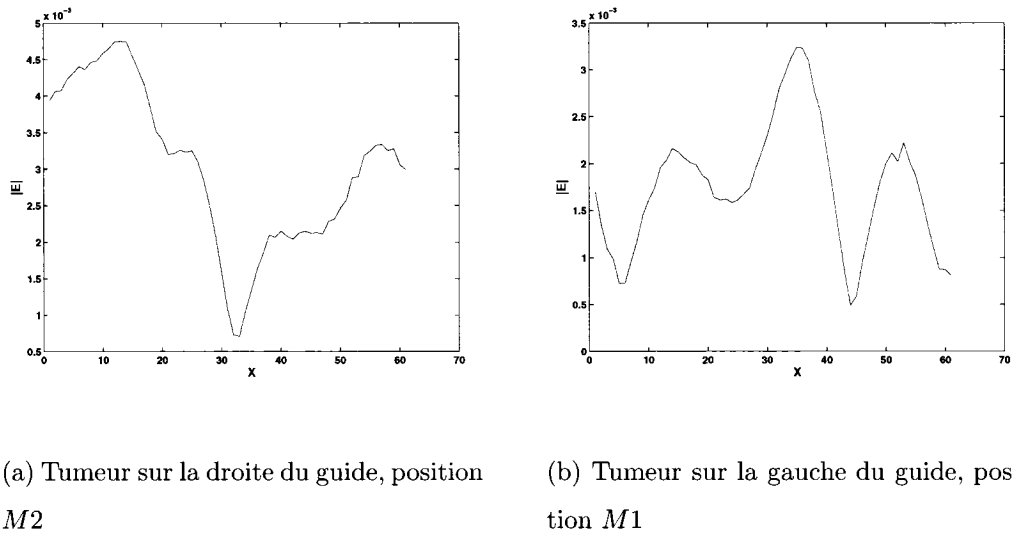 x 10⁻³
5
4.5
4
3.5
3
2.5
2
1.5
1
0.5
|E|
0 10 20 30 40 50 60 70
X
x 10⁻³
3.5
3
2.5
2
1.5
1
0.5
0
|E|
0 10 20 30 40 50 60 70
X
(a) Tumeur sur la droite du guide, position
M2
(b) Tumeur sur la gauche du guide, pos
tion M1